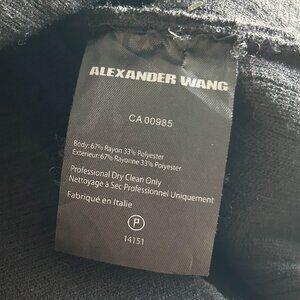 ALEXANDER WANG
CA 00985
Body: 67% Rayon 33% Polyester
Exterieur: 67% Rayonne 33% Polyester
Professional Dry Clean Only
Nettoyage à Sec Professionnel Uniquement
Fabriqué en Italie
P
14151